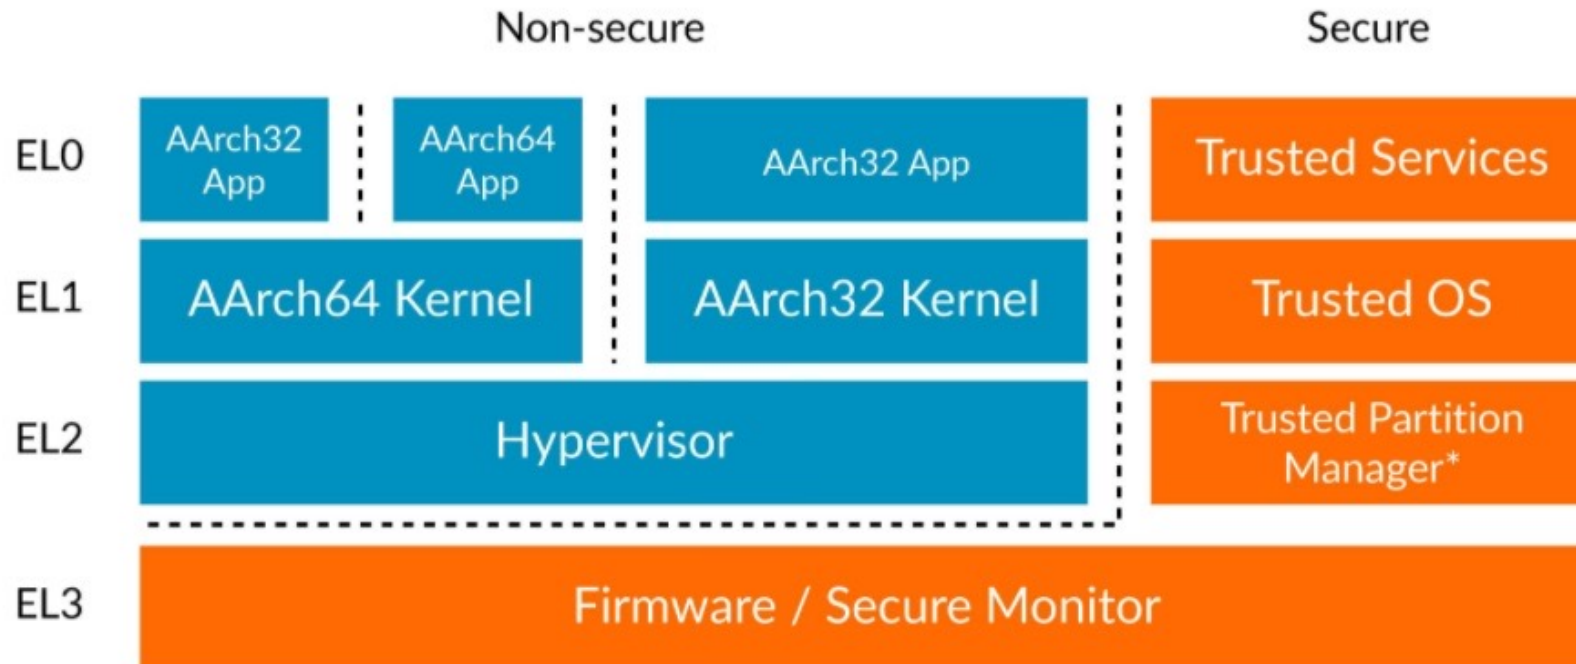 Non-secure Secure
EL0
AArch32
App
AArch64
App
AArch32 App
Trusted Services
EL1
AArch64 Kernel
AArch32 Kernel
Trusted OS
EL2
Hypervisor
Trusted Partition
Manager*
EL3
Firmware / Secure Monitor